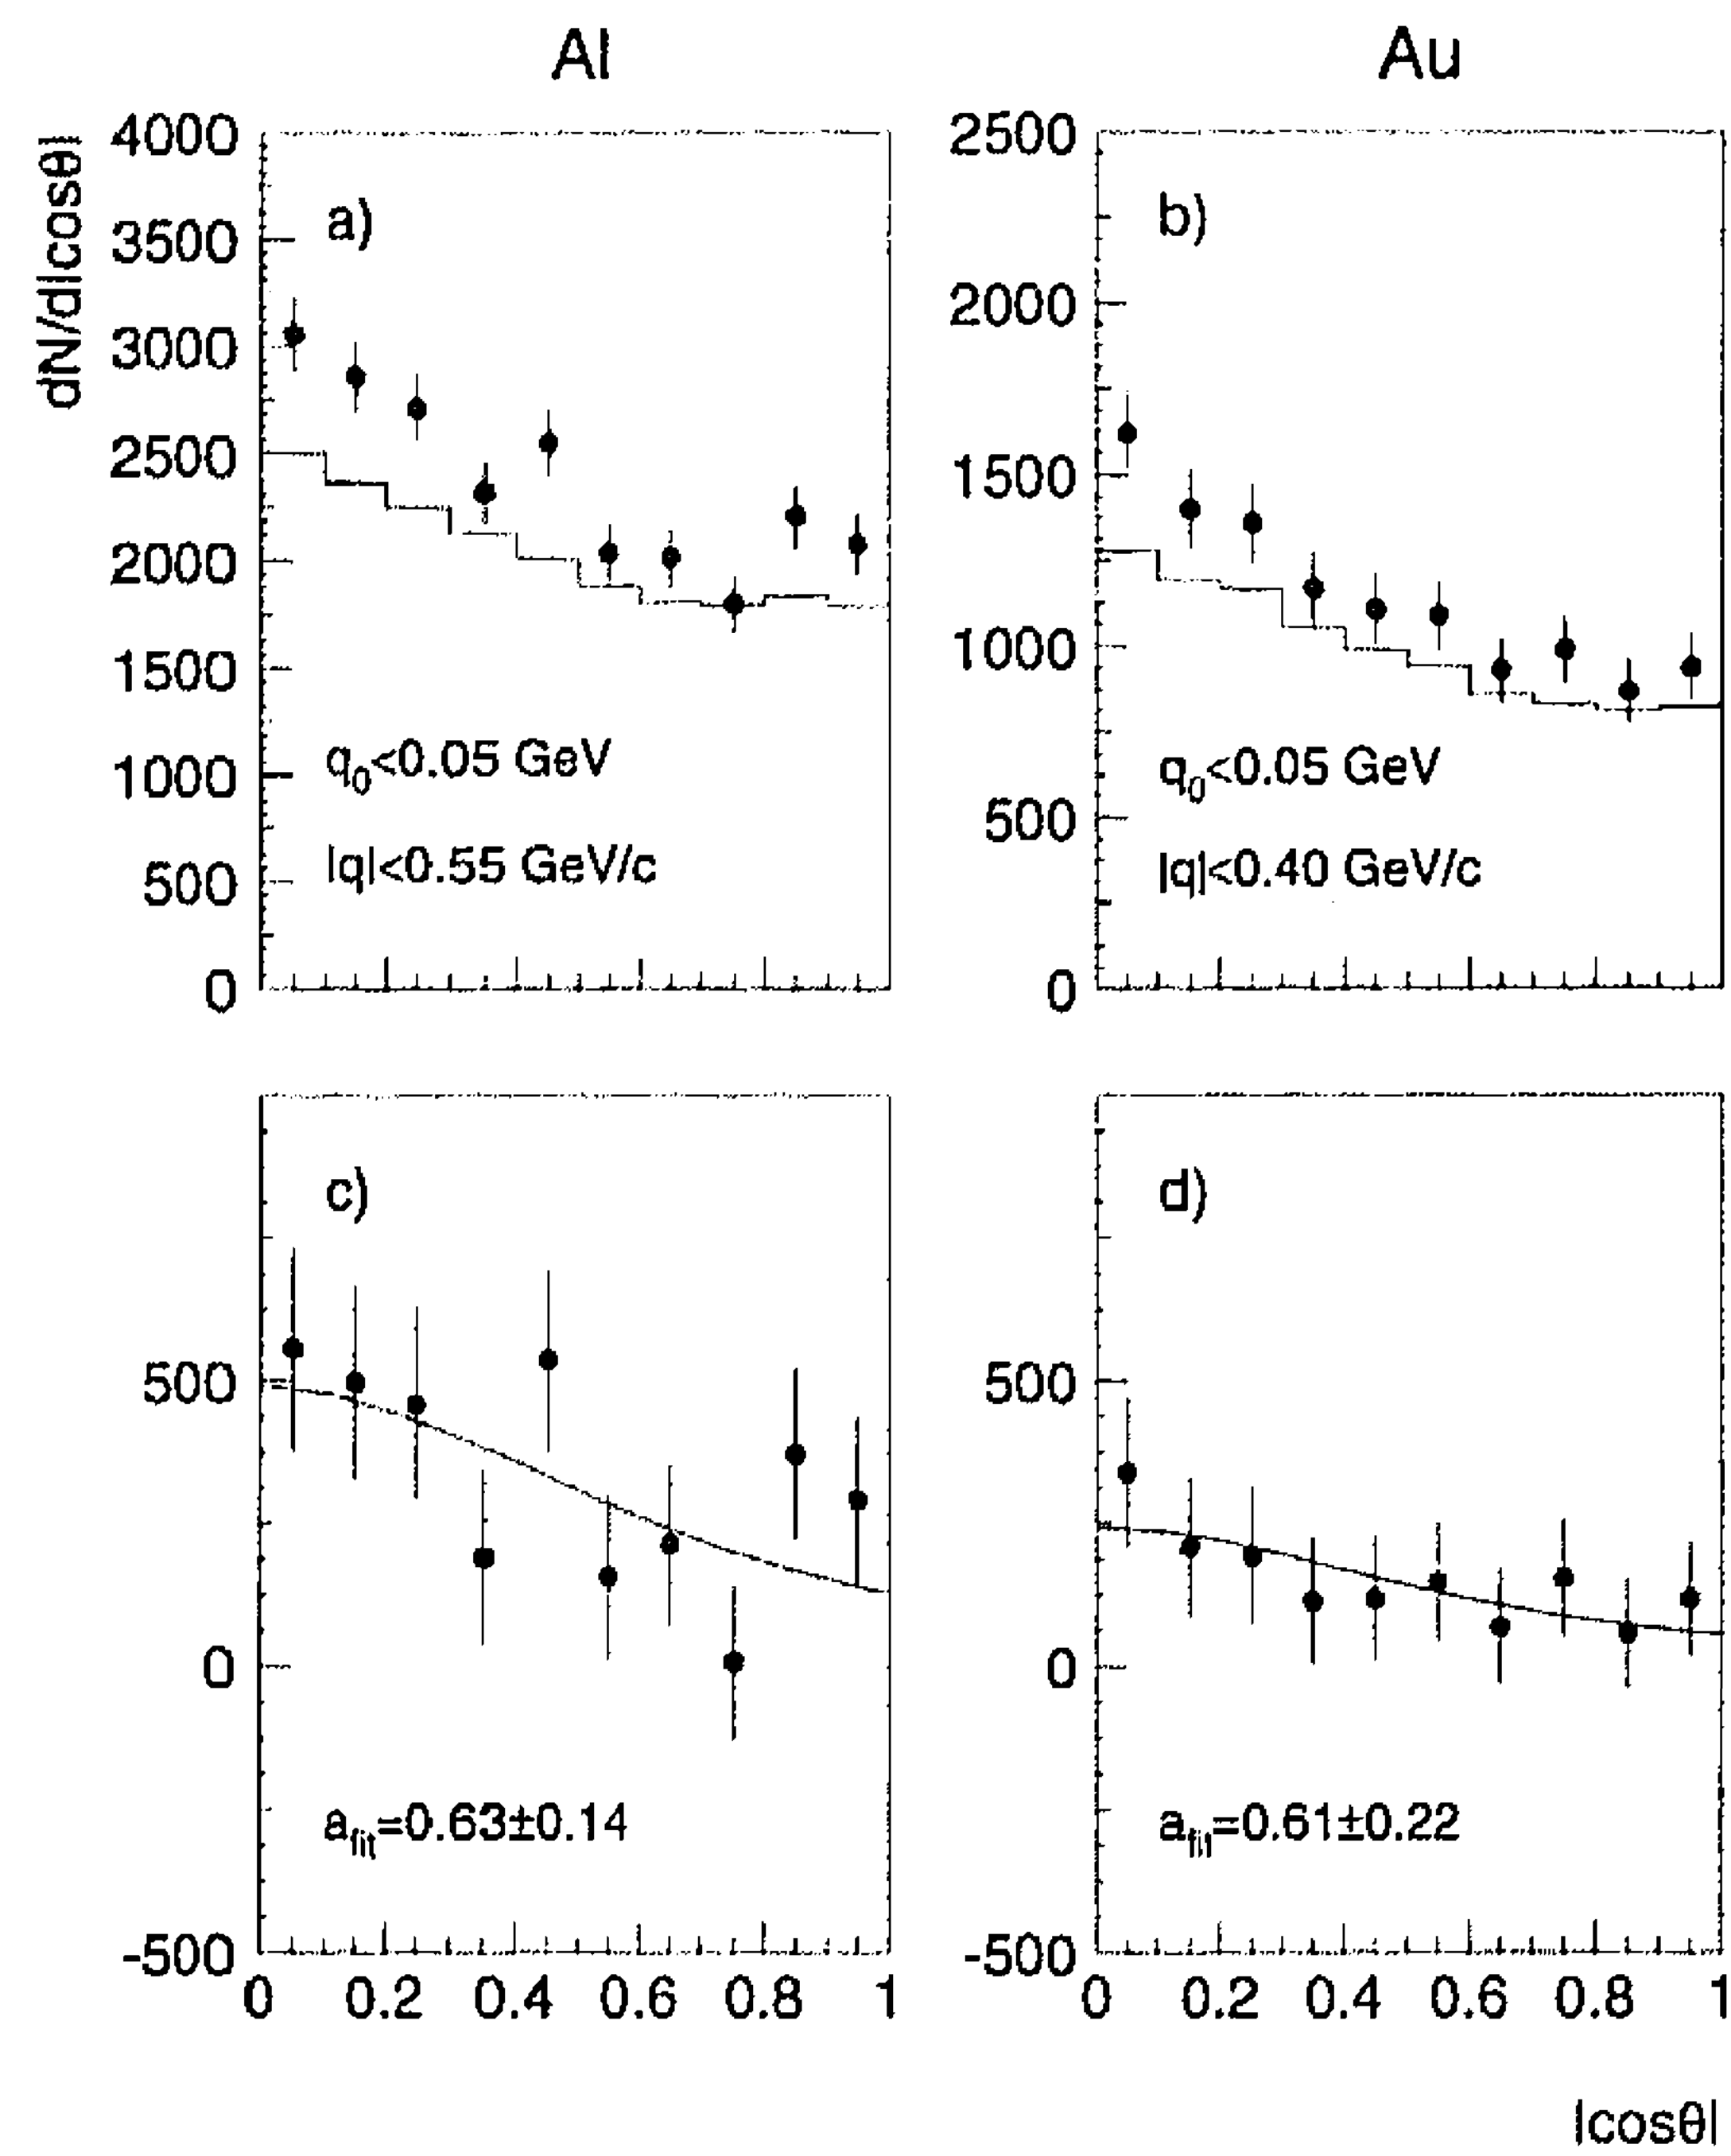 Al
Au
dN/d|cosθ|
4000
3500
3000
2500
2000
1500
1000
500
0
a)
q0<0.05 GeV
|q|<0.55 GeV/c
2500
2000
1500
1000
500
0
b)
q0<0.05 GeV
|q|<0.40 GeV/c
500
0
-500
c)
afit=0.63±0.14
0 0.2 0.4 0.6 0.8 1
500
0
-500
d)
afit=0.61±0.22
0 0.2 0.4 0.6 0.8 1
|cosθ|